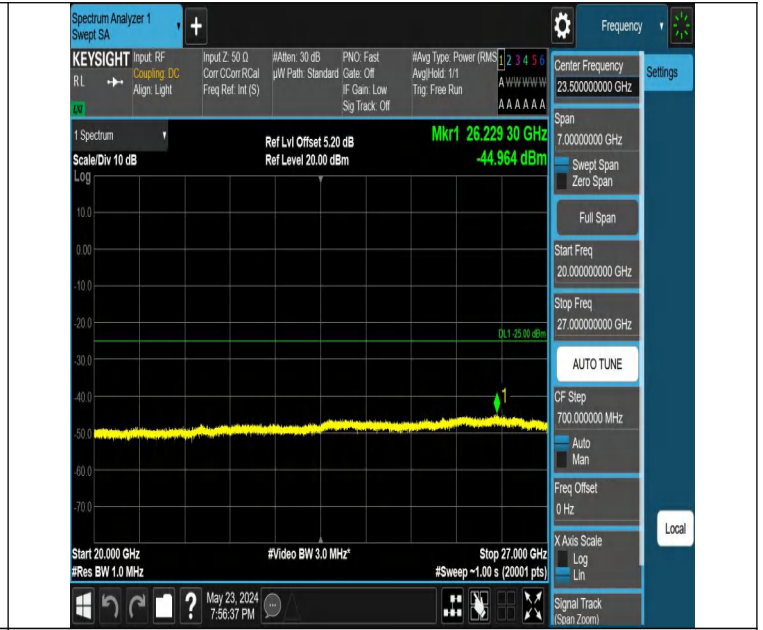 Spectrum Analyzer 1
Swept SA
+
Frequency
KEYSIGHT
RL
LXI
Input: RF
Coupling: DC
Align: Light
Input Z: 50 Ω
Corr CCorr RCal
Freq Ref: Int (S)
#Atten: 30 dB
µW Path: Standard
PNO: Fast
Gate: Off
IF Gain: Low
Sig Track: Off
#Avg Type: Power (RMS
Avg|Hold: 1/1
Trig: Free Run
1 2 3 4 5 6
A W W W W W
A A A A A A
1 Spectrum
Scale/Div 10 dB
Log
Ref Lvl Offset 5.20 dB
Ref Level 20.00 dBm
Mkr1 26.229 30 GHz
-44.964 dBm
10.0
0.00
-10.0
-20.0
-30.0
-40.0
-50.0
-60.0
-70.0
DL1 -25.00 dBm
1
Start 20.000 GHz
#Res BW 1.0 MHz
#Video BW 3.0 MHz*
Stop 27.000 GHz
#Sweep ~1.00 s (20001 pts)
Center Frequency
23.500000000 GHz
Settings
Span
7.00000000 GHz
Swept Span
Zero Span
Full Span
Start Freq
20.000000000 GHz
Stop Freq
27.000000000 GHz
AUTO TUNE
CF Step
700.000000 MHz
Auto
Man
Freq Offset
0 Hz
X Axis Scale
Log
Lin
Local
Signal Track
(Span Zoom)
?
May 23, 2024
7:56:37 PM